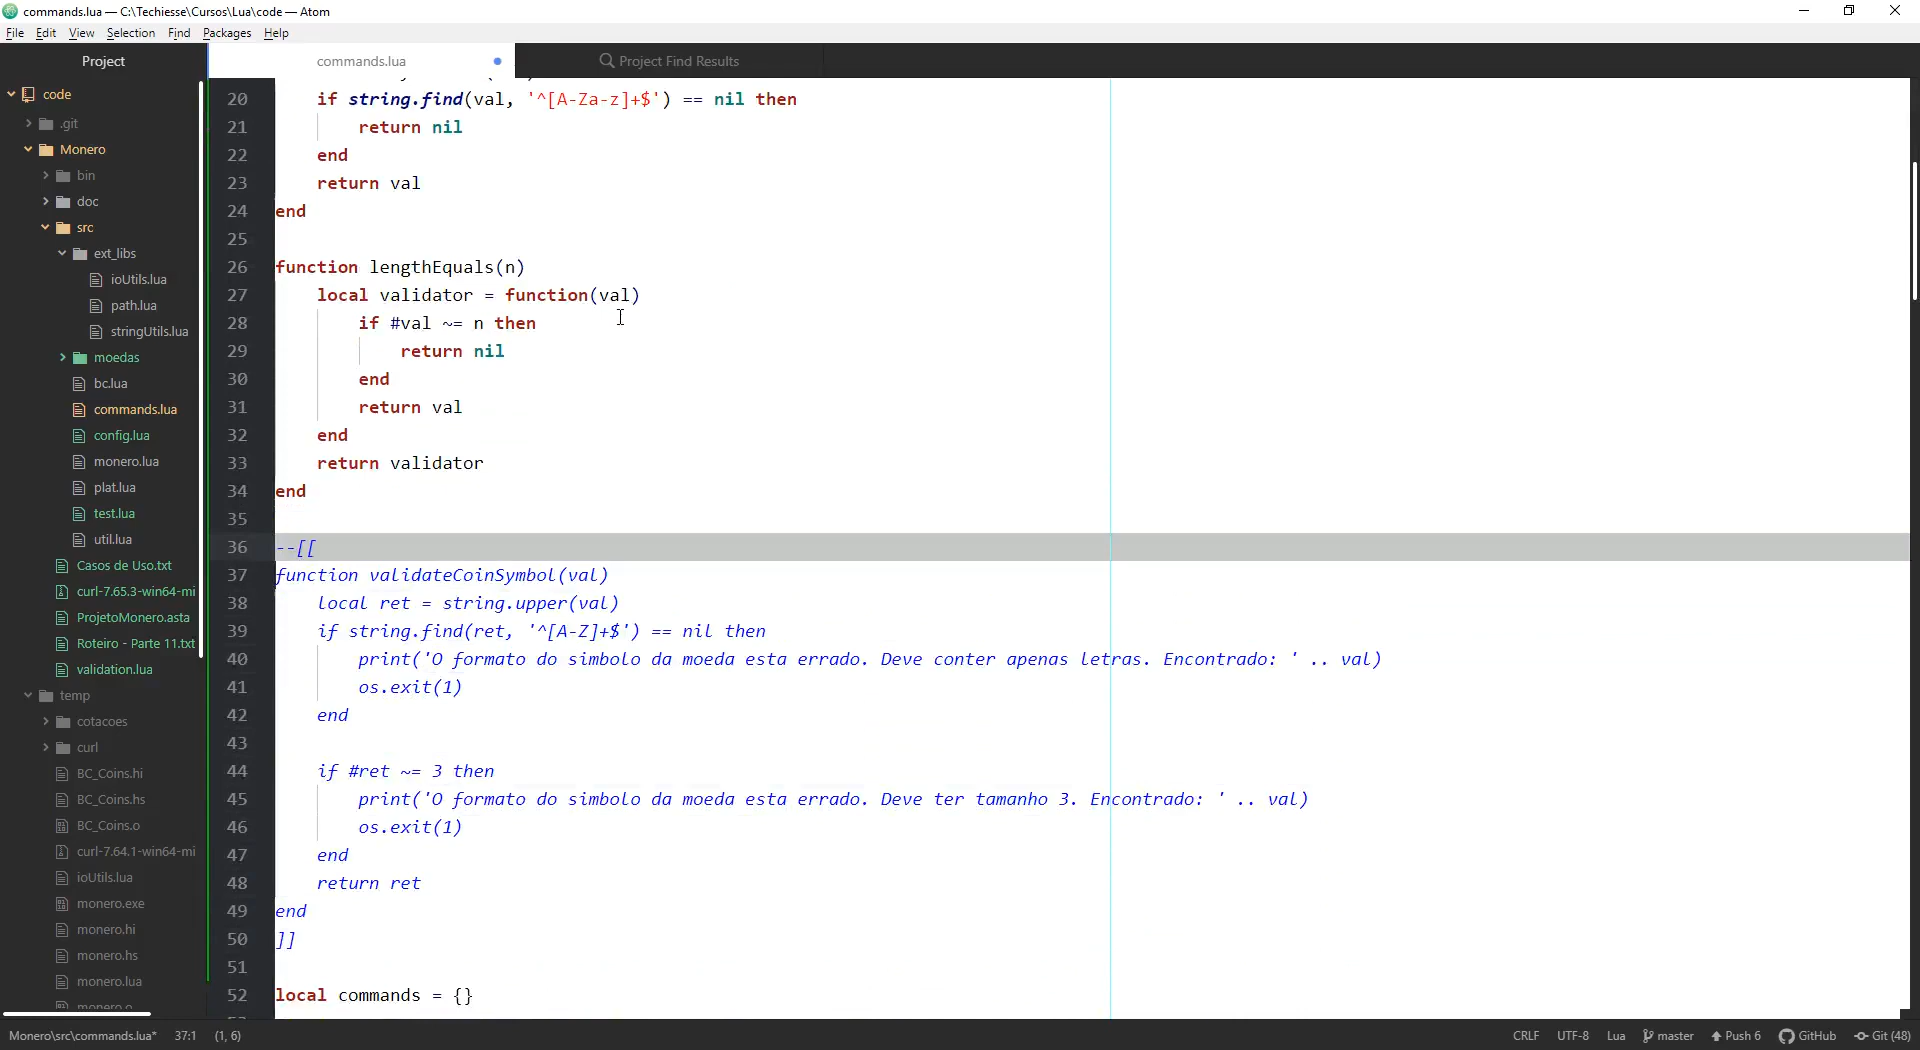 commands.lua — C:\Techiesse\Cursos\Lua\code — Atom
File Edit View Selection Find Packages Help
Project
commands.lua
Project Find Results
code
.git
Monero
bin
doc
src
ext_libs
ioUtils.lua
path.lua
stringUtils.lua
moedas
bc.lua
commands.lua
config.lua
monero.lua
plat.lua
test.lua
util.lua
Casos de Uso.txt
curl-7.65.3-win64-mi
ProjetoMonero.asta
Roteiro - Parte 11.txt
validation.lua
temp
cotacoes
curl
BC_Coins.hi
BC_Coins.hs
BC_Coins.o
curl-7.64.1-win64-mi
ioUtils.lua
monero.exe
monero.hi
monero.hs
monero.lua
monero.o
20 if string.find(val, '^[A-Za-z]+$') == nil then
21 return nil
22 end
23 return val
24 end
25
26 function lengthEquals(n)
27 local validator = function(val)
28 if #val ~= n then
29 return nil
30 end
31 return val
32 end
33 return validator
34 end
35
36 --[[
37 function validateCoinSymbol(val)
38 local ret = string.upper(val)
39 if string.find(ret, '^[A-Z]+$') == nil then
40 print('O formato do simbolo da moeda esta errado. Deve conter apenas letras. Encontrado: ' .. val)
41 os.exit(1)
42 end
43
44 if #ret ~= 3 then
45 print('O formato do simbolo da moeda esta errado. Deve ter tamanho 3. Encontrado: ' .. val)
46 os.exit(1)
47 end
48 return ret
49 end
50 ]]
51
52 local commands = {}
Monero\src\commands.lua* 37:1 (1, 6) CRLF UTF-8 Lua master Push 6 GitHub Git (48)